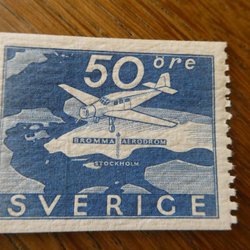 50 öre
BROMMA AERODROM
STOCKHOLM
SVERIGE